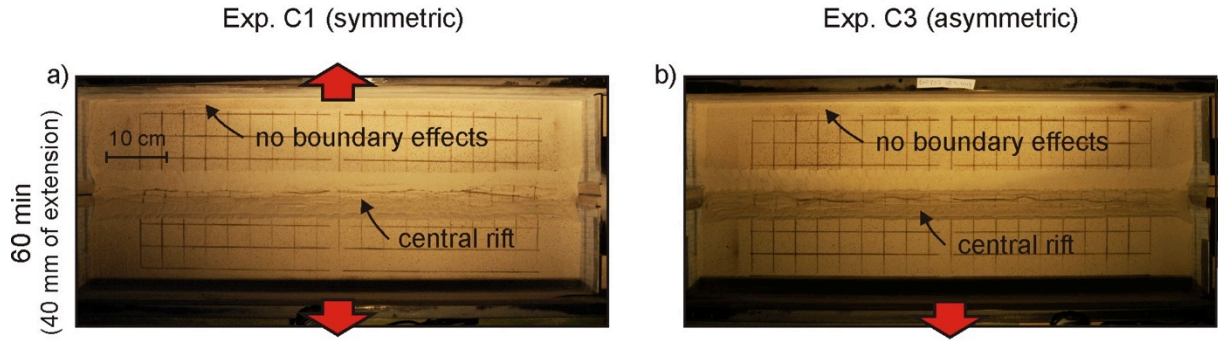 Exp. C1 (symmetric)
Exp. C3 (asymmetric)
a)
no boundary effects
10 cm
central rift
60 min
(40 mm of extension)
b)
no boundary effects
central rift